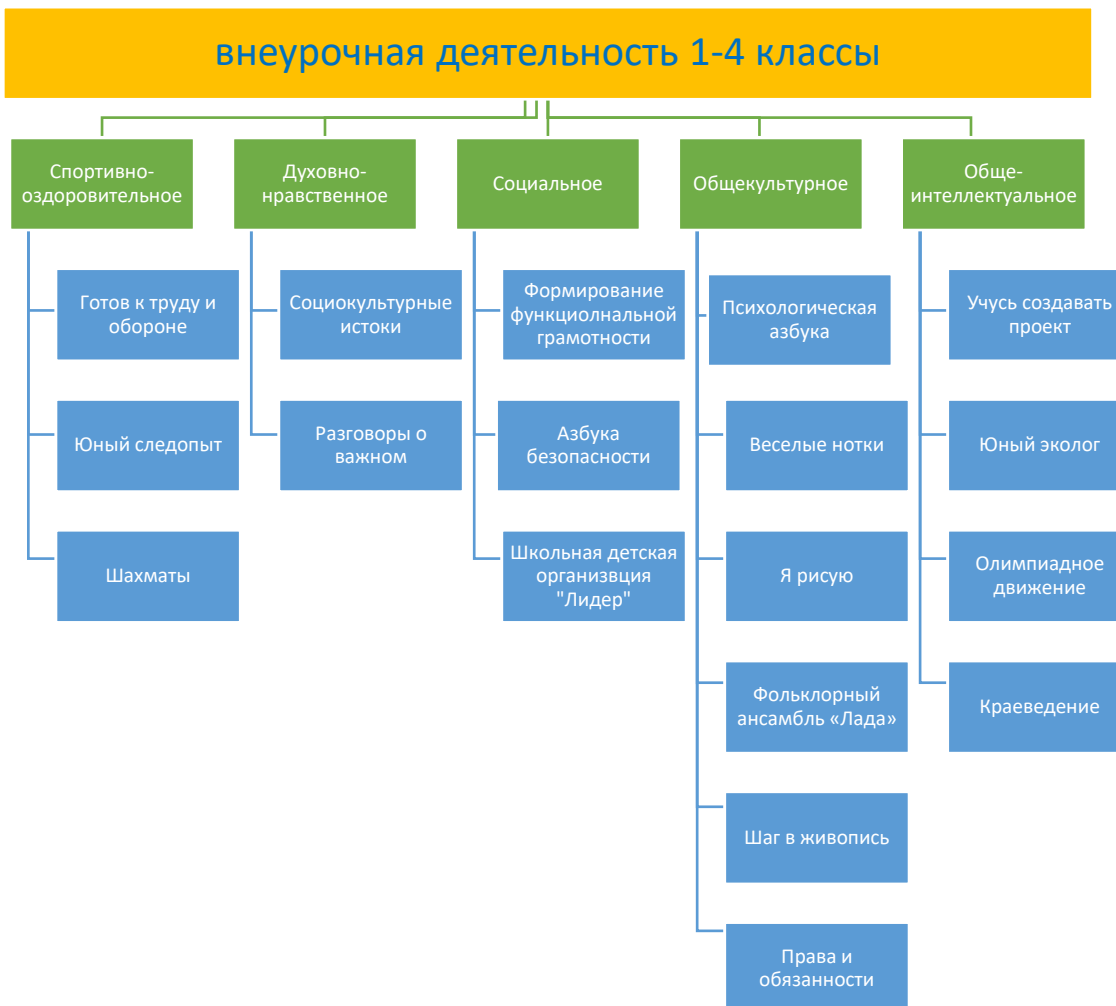 внеурочная деятельность 1-4 классы
Спортивно-
оздоровительное
Духовно-
нравственное
Социальное
Общекультурное
Обще-
интеллектуальное
Готов к труду и
обороне
Юный следопыт
Шахматы
Социокультурные
истоки
Разговоры о
важном
Формирование
функциолнальной
грамотности
Азбука
безопасности
Школьная детская
организвция
"Лидер"
Психологическая
азбука
Веселые нотки
Я рисую
Фольклорный
ансамбль «Лада»
Шаг в живопись
Права и
обязанности
Учусь создавать
проект
Юный эколог
Олимпиадное
движение
Краеведение